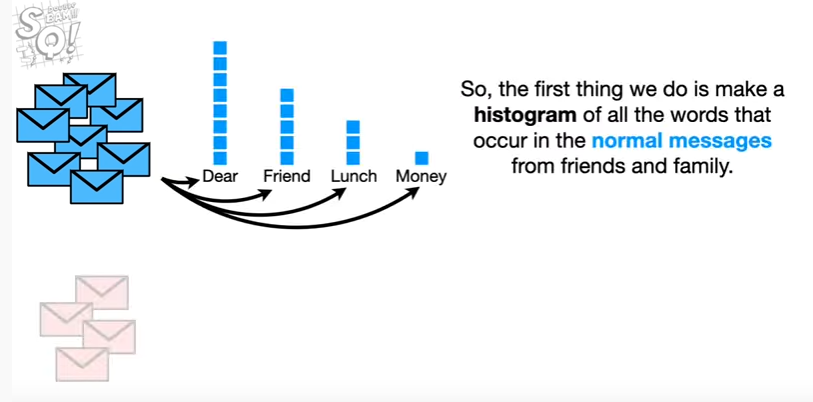 So, the first thing we do is make a
histogram of all the words that
occur in the normal messages
from friends and family.
Dear Friend Lunch Money